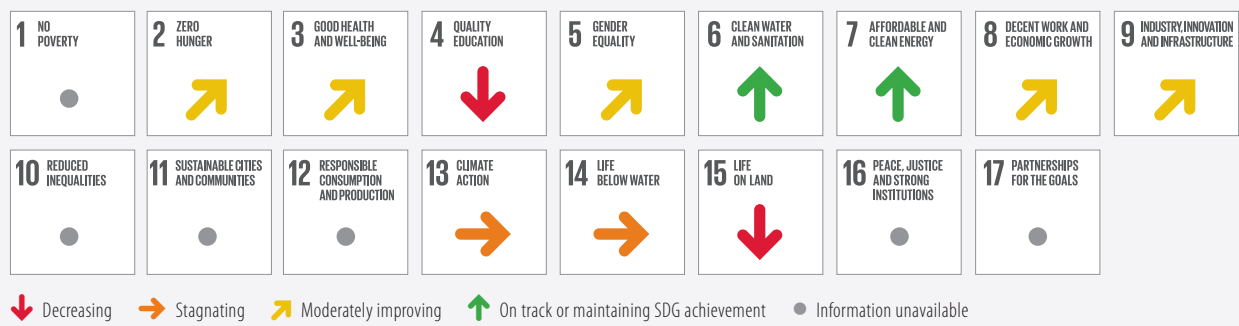 1 NO
POVERTY
2 ZERO
HUNGER
3 GOOD HEALTH
AND WELL-BEING
4 QUALITY
EDUCATION
5 GENDER
EQUALITY
6 CLEAN WATER
AND SANITATION
7 AFFORDABLE AND
CLEAN ENERGY
8 DECENT WORK AND
ECONOMIC GROWTH
9 INDUSTRY, INNOVATION
AND INFRASTRUCTURE
10 REDUCED
INEQUALITIES
11 SUSTAINABLE CITIES
AND COMMUNITIES
12 RESPONSIBLE
CONSUMPTION
AND PRODUCTION
13 CLIMATE
ACTION
14 LIFE
BELOW WATER
15 LIFE
ON LAND
16 PEACE, JUSTICE
AND STRONG
INSTITUTIONS
17 PARTNERSHIPS
FOR THE GOALS
Decreasing
Stagnating
Moderately improving
On track or maintaining SDG achievement
Information unavailable